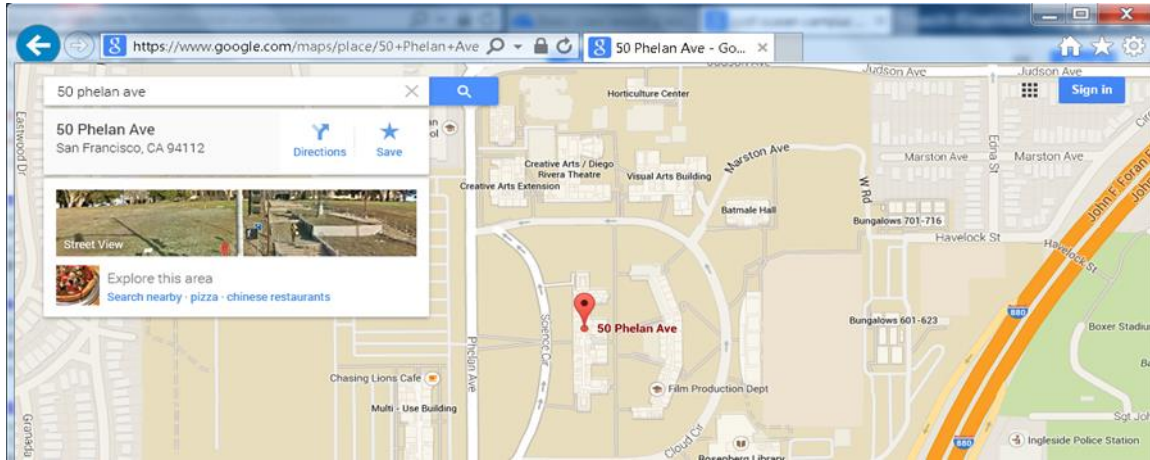 https://www.google.com/maps/place/50+Phelan+Ave
50 Phelan Ave - Go...
50 phelan ave
Sign in
50 Phelan Ave
San Francisco, CA 94112
Directions
Save
Street View
Explore this area
Search nearby · pizza · chinese restaurants
Judson Ave
Judson Ave
Horticulture Center
Lastwood Dr
Edna St
Creative Arts / Diego
Rivera Theatre
Creative Arts Extension
Visual Arts Building
Marston Ave
Marston Ave
Marston Ave
W Rd
John F Foran F
John
Batmale Hall
Bungalows 701-716
Havelock St
Havelock St
880
50 Phelan Ave
Science Cir
Phelan Ave
Bungalows 601-623
Boxer Stadiu
Chasing Lions Cafe
Film Production Dept
Multi - Use Building
Cloud Cir
Rosenberg Library
Granada
Sgt Joh
880
Ingleside Police Station